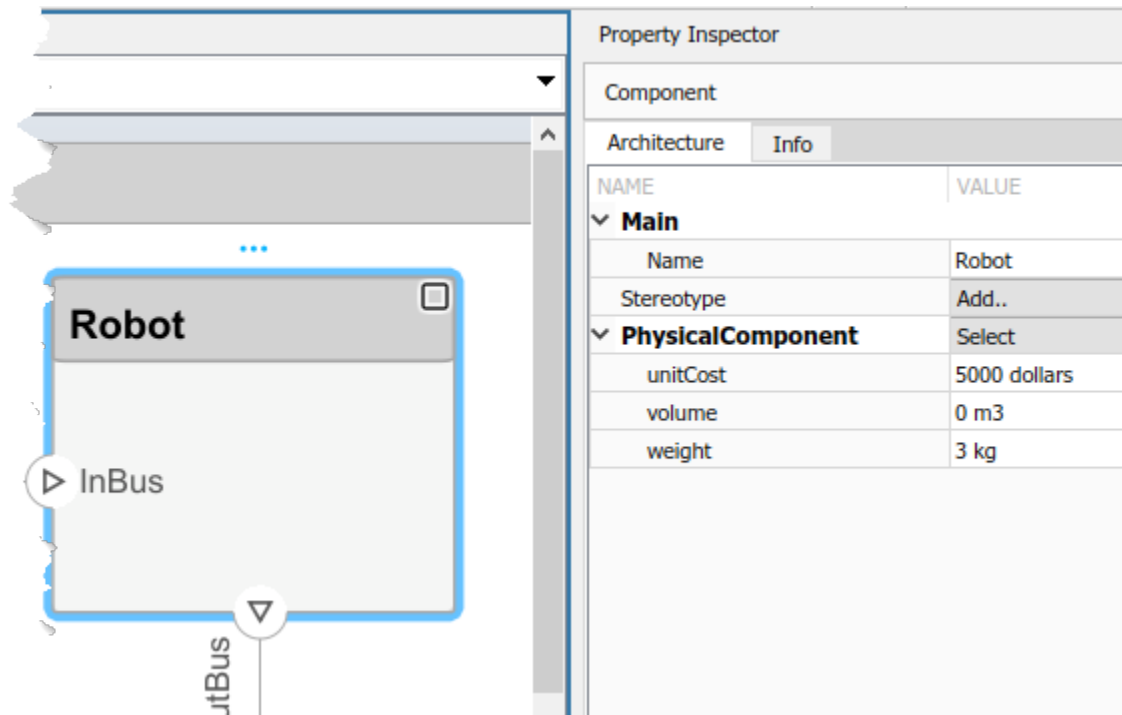 Property Inspector
Component
Architecture Info
NAME VALUE
Main
Name Robot
Stereotype Add..
PhysicalComponent Select
unitCost 5000 dollars
volume 0 m3
weight 3 kg
Robot
InBus
utBus